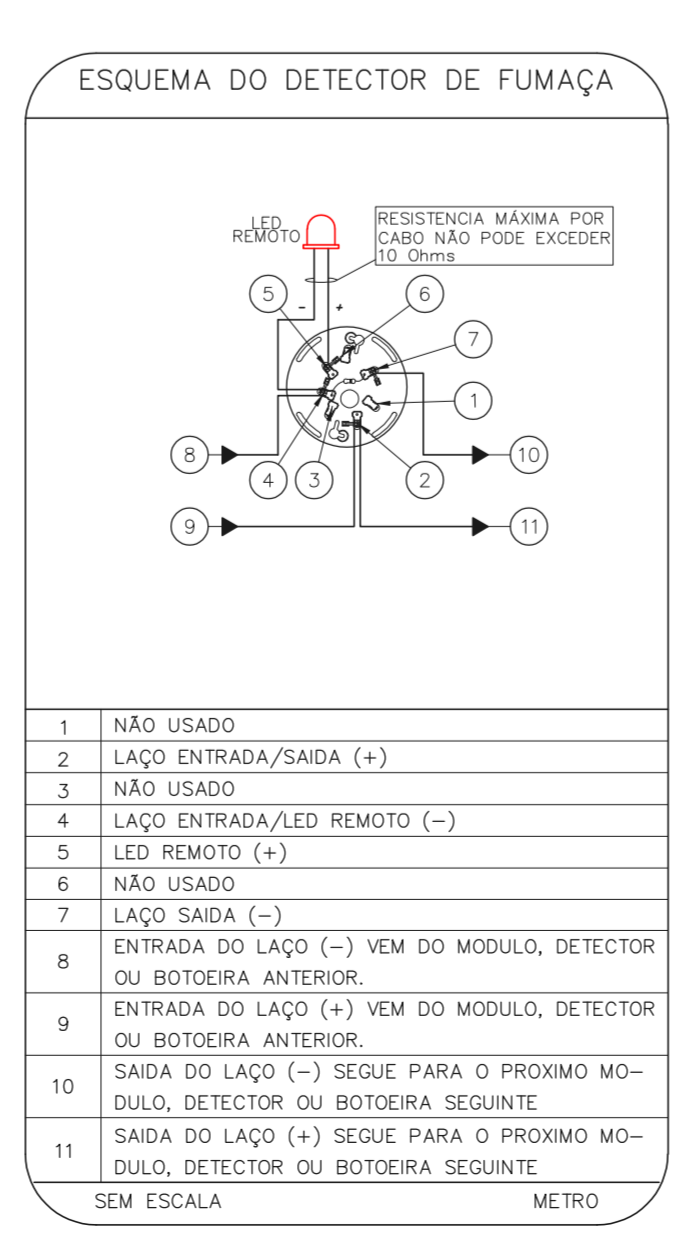 ESQUEMA DO DETECTOR DE FUMAÇA
LED
REMOTO
RESISTENCIA MÁXIMA POR
CABO NÃO PODE EXCEDER
10 Ohms
5
6
- +
7
1
8
10
4
3
2
9
11
1 NÃO USADO
2 LAÇO ENTRADA/SAIDA (+)
3 NÃO USADO
4 LAÇO ENTRADA/LED REMOTO (-)
5 LED REMOTO (+)
6 NÃO USADO
7 LAÇO SAIDA (-)
8 ENTRADA DO LAÇO (-) VEM DO MODULO, DETECTOR
OU BOTOEIRA ANTERIOR.
9 ENTRADA DO LAÇO (+) VEM DO MODULO, DETECTOR
OU BOTOEIRA ANTERIOR.
10 SAIDA DO LAÇO (-) SEGUE PARA O PROXIMO MO-
DULO, DETECTOR OU BOTOEIRA SEGUINTE
11 SAIDA DO LAÇO (+) SEGUE PARA O PROXIMO MO-
DULO, DETECTOR OU BOTOEIRA SEGUINTE
SEM ESCALA METRO